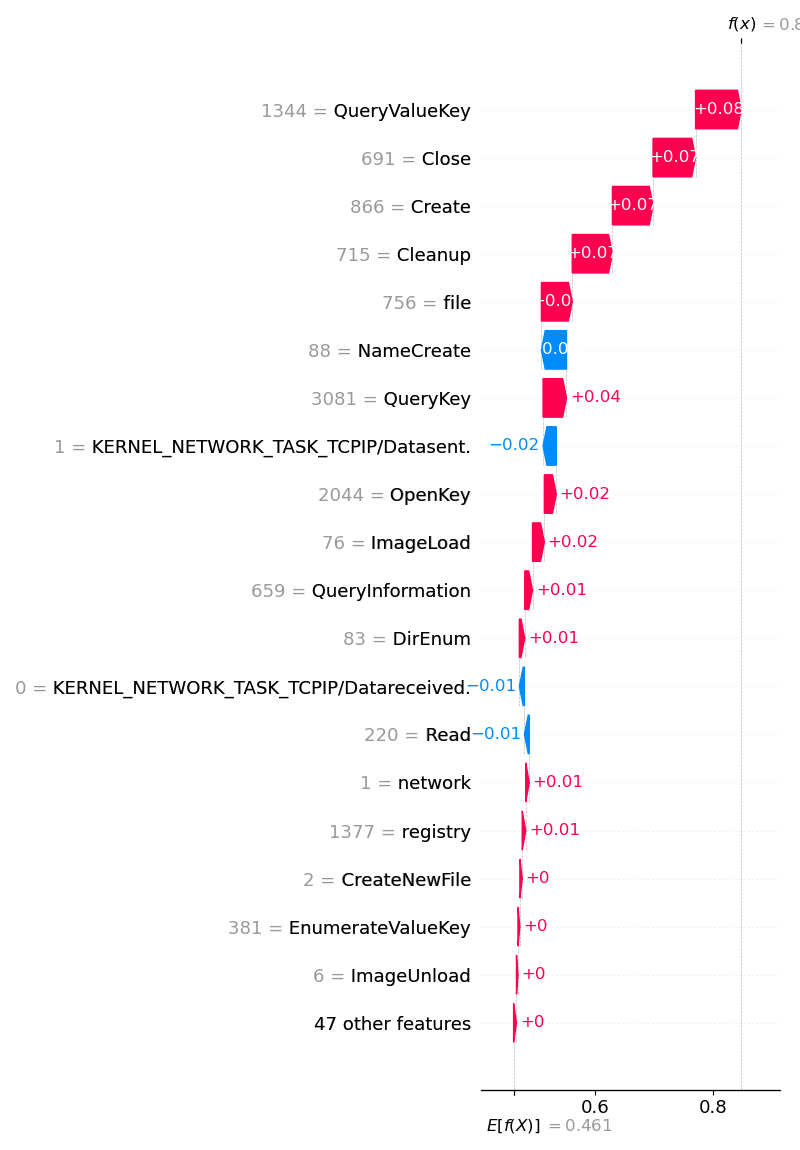 f(x) = 0.8
1344 = QueryValueKey +0.08
691 = Close +0.07
866 = Create +0.07
715 = Cleanup +0.07
756 = file
88 = NameCreate
3081 = QueryKey +0.04
1 = KERNEL_NETWORK_TASK_TCPIP/Datasent. −0.02
2044 = OpenKey +0.02
76 = ImageLoad +0.02
659 = QueryInformation +0.01
83 = DirEnum +0.01
0 = KERNEL_NETWORK_TASK_TCPIP/Datareceived. −0.01
220 = Read −0.01
1 = network +0.01
1377 = registry +0.01
2 = CreateNewFile +0
381 = EnumerateValueKey +0
6 = ImageUnload +0
47 other features +0
0.6 0.8
E[f(X)] = 0.461